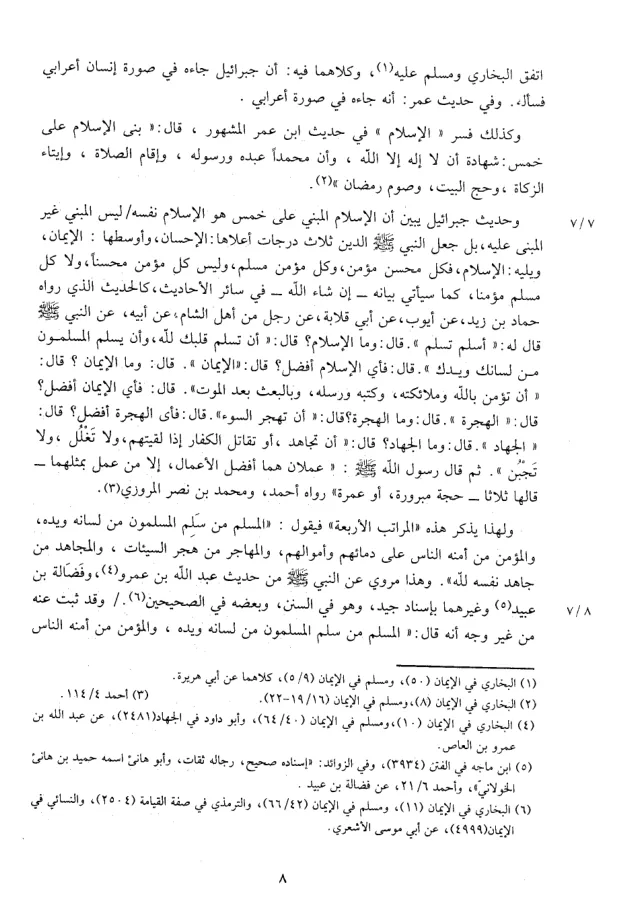 اتفق البخاري ومسلم عليه(١)، وكلاهما فيه: أن جبرائيل جاءه في صورة إنسان أعرابي
فسأله. وفي حديث عمر: أنه جاءه في صورة أعرابي .
وكذلك فسر « الإسلام » في حديث ابن عمر المشهور ، قال:« بنى الإسلام على
خمس:شهادة أن لا إله إلا الله ، وأن محمداً عبده ورسوله ، وإقام الصلاة ، وإيتاء
الزكاة ، وحج البيت، وصوم رمضان »(٢).
٧/٧ وحديث جبرائيل يبين أن الإسلام المبني على خمس هو الإسلام نفسه/ليس المبني غير
المبنى عليه،بل جعل النبي ﷺ الدين ثلاث درجات أعلاها:الإحسان،وأوسطها : الإيمان،
ويليه: الإسلام،فكل محسن مؤمن،وكل مؤمن مسلم،وليس كل مؤمن محسناً،ولا كل
مسلم مؤمنا، كما سيأتي بيانه ــ إن شاء الله ــ في سائر الأحاديث،كالحديث الذي رواه
حماد بن زيد،عن أيوب،عن أبي قلابة،عن رجل من أهل الشام،عن أبيه، عن النبي ﷺ
قال له:« أسلم تسلم ».قال:وما الإسلام؟ قال:« أن تسلم قلبك لله،وأن يسلم المسلمون
مـن لسانك ويـدك ».قال:فأي الإسلام أفضل؟ قال:«الإيمان» . قال: وما الإيمان ؟ قال:
« أن تؤمن بالله وملائكته، وكتبه ورسله، وبالبعث بعد الموت». قال: فأي الإيمان أفضل؟
قال:« الهجرة ».قال:وما الهجرة؟قال:« أن تهجر السوء».قال:فأى الهجرة أفضل؟ قال:
« الجهاد ».قال:وما الجهاد؟ قال:« أن تجاهد ،أو تقاتل الكفار إذا لقيتهم،ولا تَغْلُل ،ولا
تَجْبُن ». ثم قال رسول الله ﷺ : « عملان هما أفضل الأعمال، إلا من عمل بمثلهما ــ
قالها ثلاثا ــ حجة مبرورة، أو عمرة» رواه أحمد، ومحمد بن نصر المروزي(٣).
ولهذا يذكر هذه «المراتب الأربعة» فيقول : «المسلم من سَلِم المسلمون من لسانه ويده،
والمؤمن من أمنه الناس على دمائهم وأموالهم، والمهاجر من هجر السيئات ، والمجاهد من
جاهد نفسه لله». وهذا مروي عن النبي ﷺ من حديث عبد الله بن عمرو(٤)،وفَضَالة بن
٧/٨ عبيد(٥) وغيرهما بإسناد جيد، وهو في السنن، وبعضه في الصحيحين(٦)./ وقد ثبت عنه
من غير وجه أنه قال:« المسلم من سلم المسلمون من لسانه ويده ، والمؤمن من أمنه الناس
(١) البخاري في الإيمان (٥٠)، ومسلم في الإيمان (٥/٩)، كلاهما عن أبي هريرة.
(٢) البخاري في الإيمان (٨)،ومسلم في الإيمان (١٦/ ١٩-٢٢). (٣) أحمد ٤/ ١١٤.
(٤) البخاري في الإيمان (١٠)،ومسلم في الإيمان (٦٤/٤٠)، وأبو داود في الجهاد(٢٤٨١)، عن عبد الله بن
عمرو بن العاص.
(٥) ابن ماجه في الفتن (٣٩٣٤)، وفي الزوائد: «إسناده صحيح، رجاله ثقات، وأبو هانئ اسمه حميد بن هانئ
الخولانيّ»، وأحمد ٦/ ٢١، عن فضالة بن عبيد .
(٦) البخاري في الإيمان (١١)، ومسلم في الإيمان (٦٦/٤٢)، والترمذي في صفة القيامة (٢٥٠٤)، والنسائي في
الإيمان(٤٩٩٩)، عن أبي موسى الأشعري.
٨